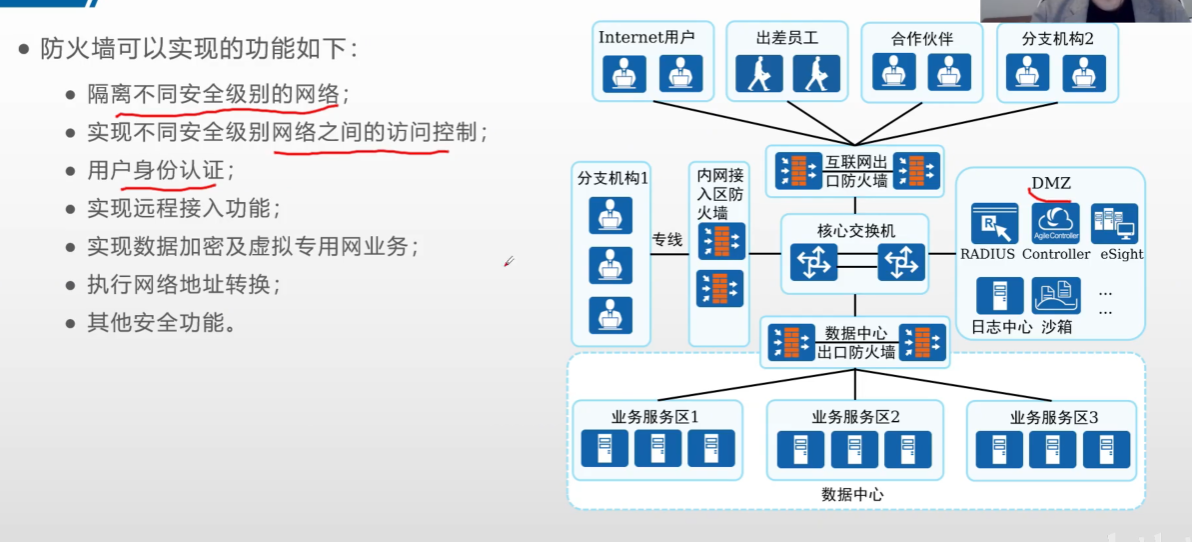 防火墙可以实现的功能如下：
隔离不同安全级别的网络；
实现不同安全级别网络之间的访问控制；
用户身份认证；
实现远程接入功能；
实现数据加密及虚拟专用网业务；
执行网络地址转换；
其他安全功能。
Internet用户
出差员工
合作伙伴
分支机构2
互联网出
口防火墙
分支机构1
专线
内网接
入区防
火墙
核心交换机
DMZ
R
AgileController
RADIUS
Controller
eSight
日志中心
沙箱
...
...
数据中心
出口防火墙
业务服务区1
业务服务区2
业务服务区3
数据中心